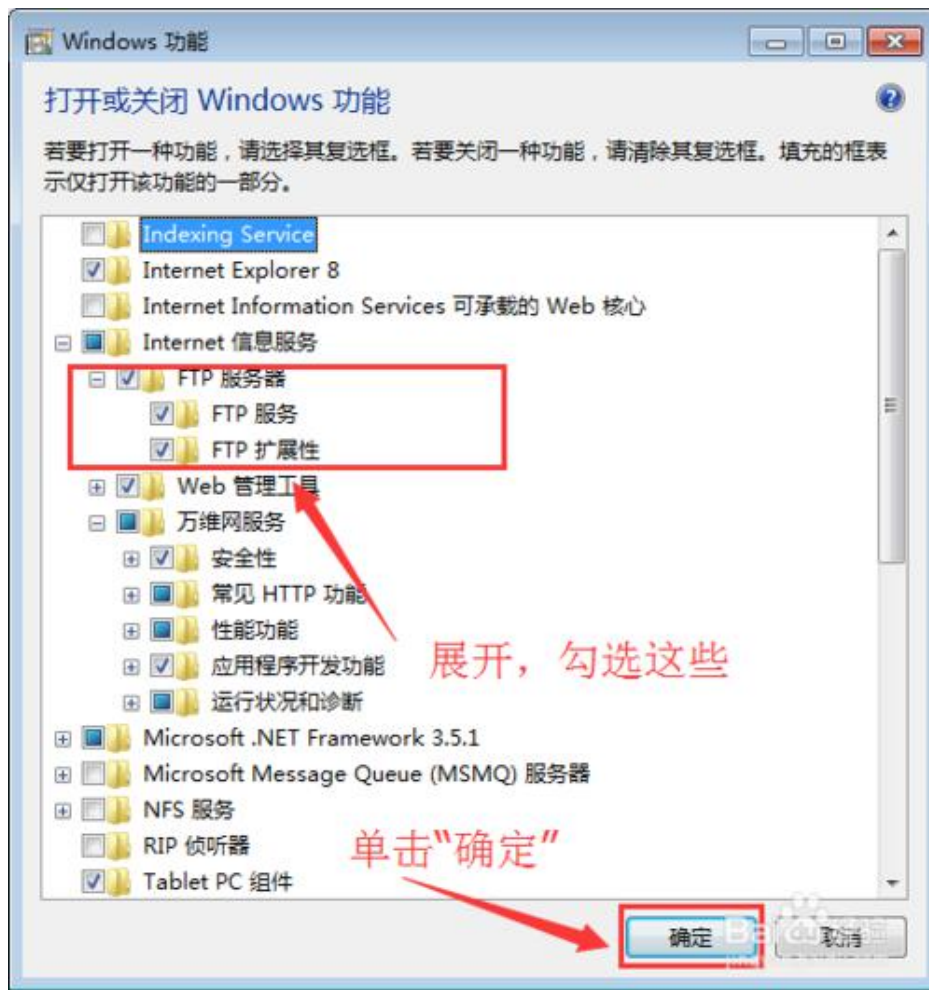 Windows 功能
打开或关闭 Windows 功能
若要打开一种功能，请选择其复选框。若要关闭一种功能，请清除其复选框。填充的框表
示仅打开该功能的一部分。
Indexing Service
Internet Explorer 8
Internet Information Services 可承载的 Web 核心
Internet 信息服务
FTP 服务器
FTP 服务
FTP 扩展性
Web 管理工具
万维网服务
安全性
常见 HTTP 功能
性能功能
应用程序开发功能
展开，勾选这些
运行状况和诊断
Microsoft .NET Framework 3.5.1
Microsoft Message Queue (MSMQ) 服务器
NFS 服务
RIP 侦听器
单击"确定"
Tablet PC 组件
确定
取消